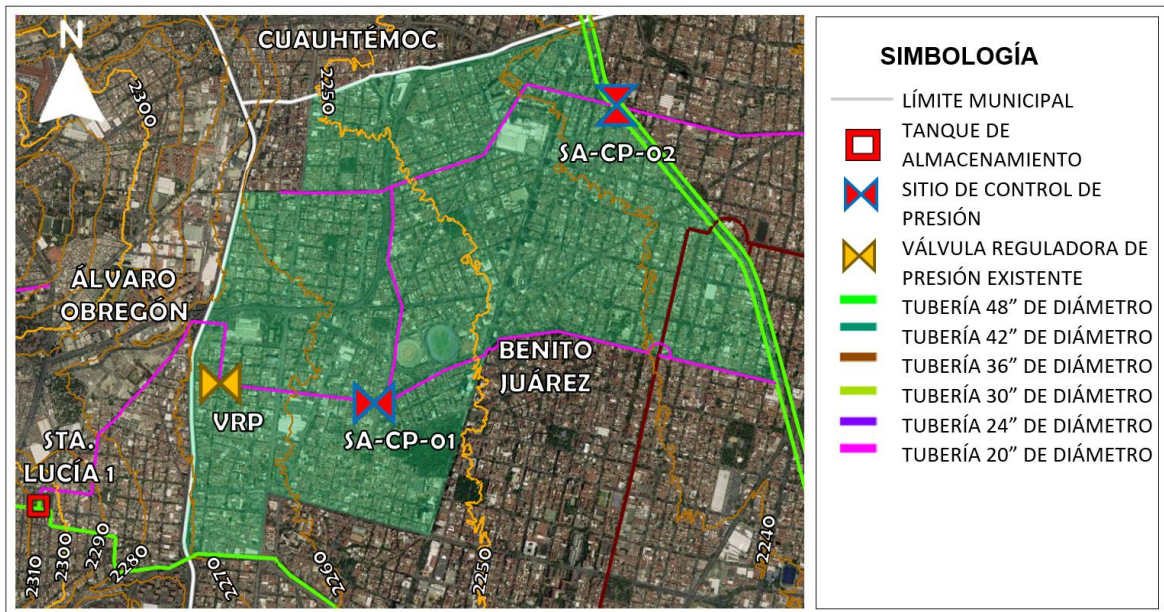 N
CUAUHTÉMOC
2300
2250
SA-CP-02
ÁLVARO
OBREGÓN
BENITO
JUÁREZ
VRP
SA-CP-01
STA.
LUCÍA 1
2310
2300
2290
2280
2270
2260
2250
2240
SIMBOLOGÍA
LÍMITE MUNICIPAL
TANQUE DE
ALMACENAMIENTO
SITIO DE CONTROL DE
PRESIÓN
VÁLVULA REGULADORA DE
PRESIÓN EXISTENTE
TUBERÍA 48” DE DIÁMETRO
TUBERÍA 42” DE DIÁMETRO
TUBERÍA 36” DE DIÁMETRO
TUBERÍA 30” DE DIÁMETRO
TUBERÍA 24” DE DIÁMETRO
TUBERÍA 20” DE DIÁMETRO